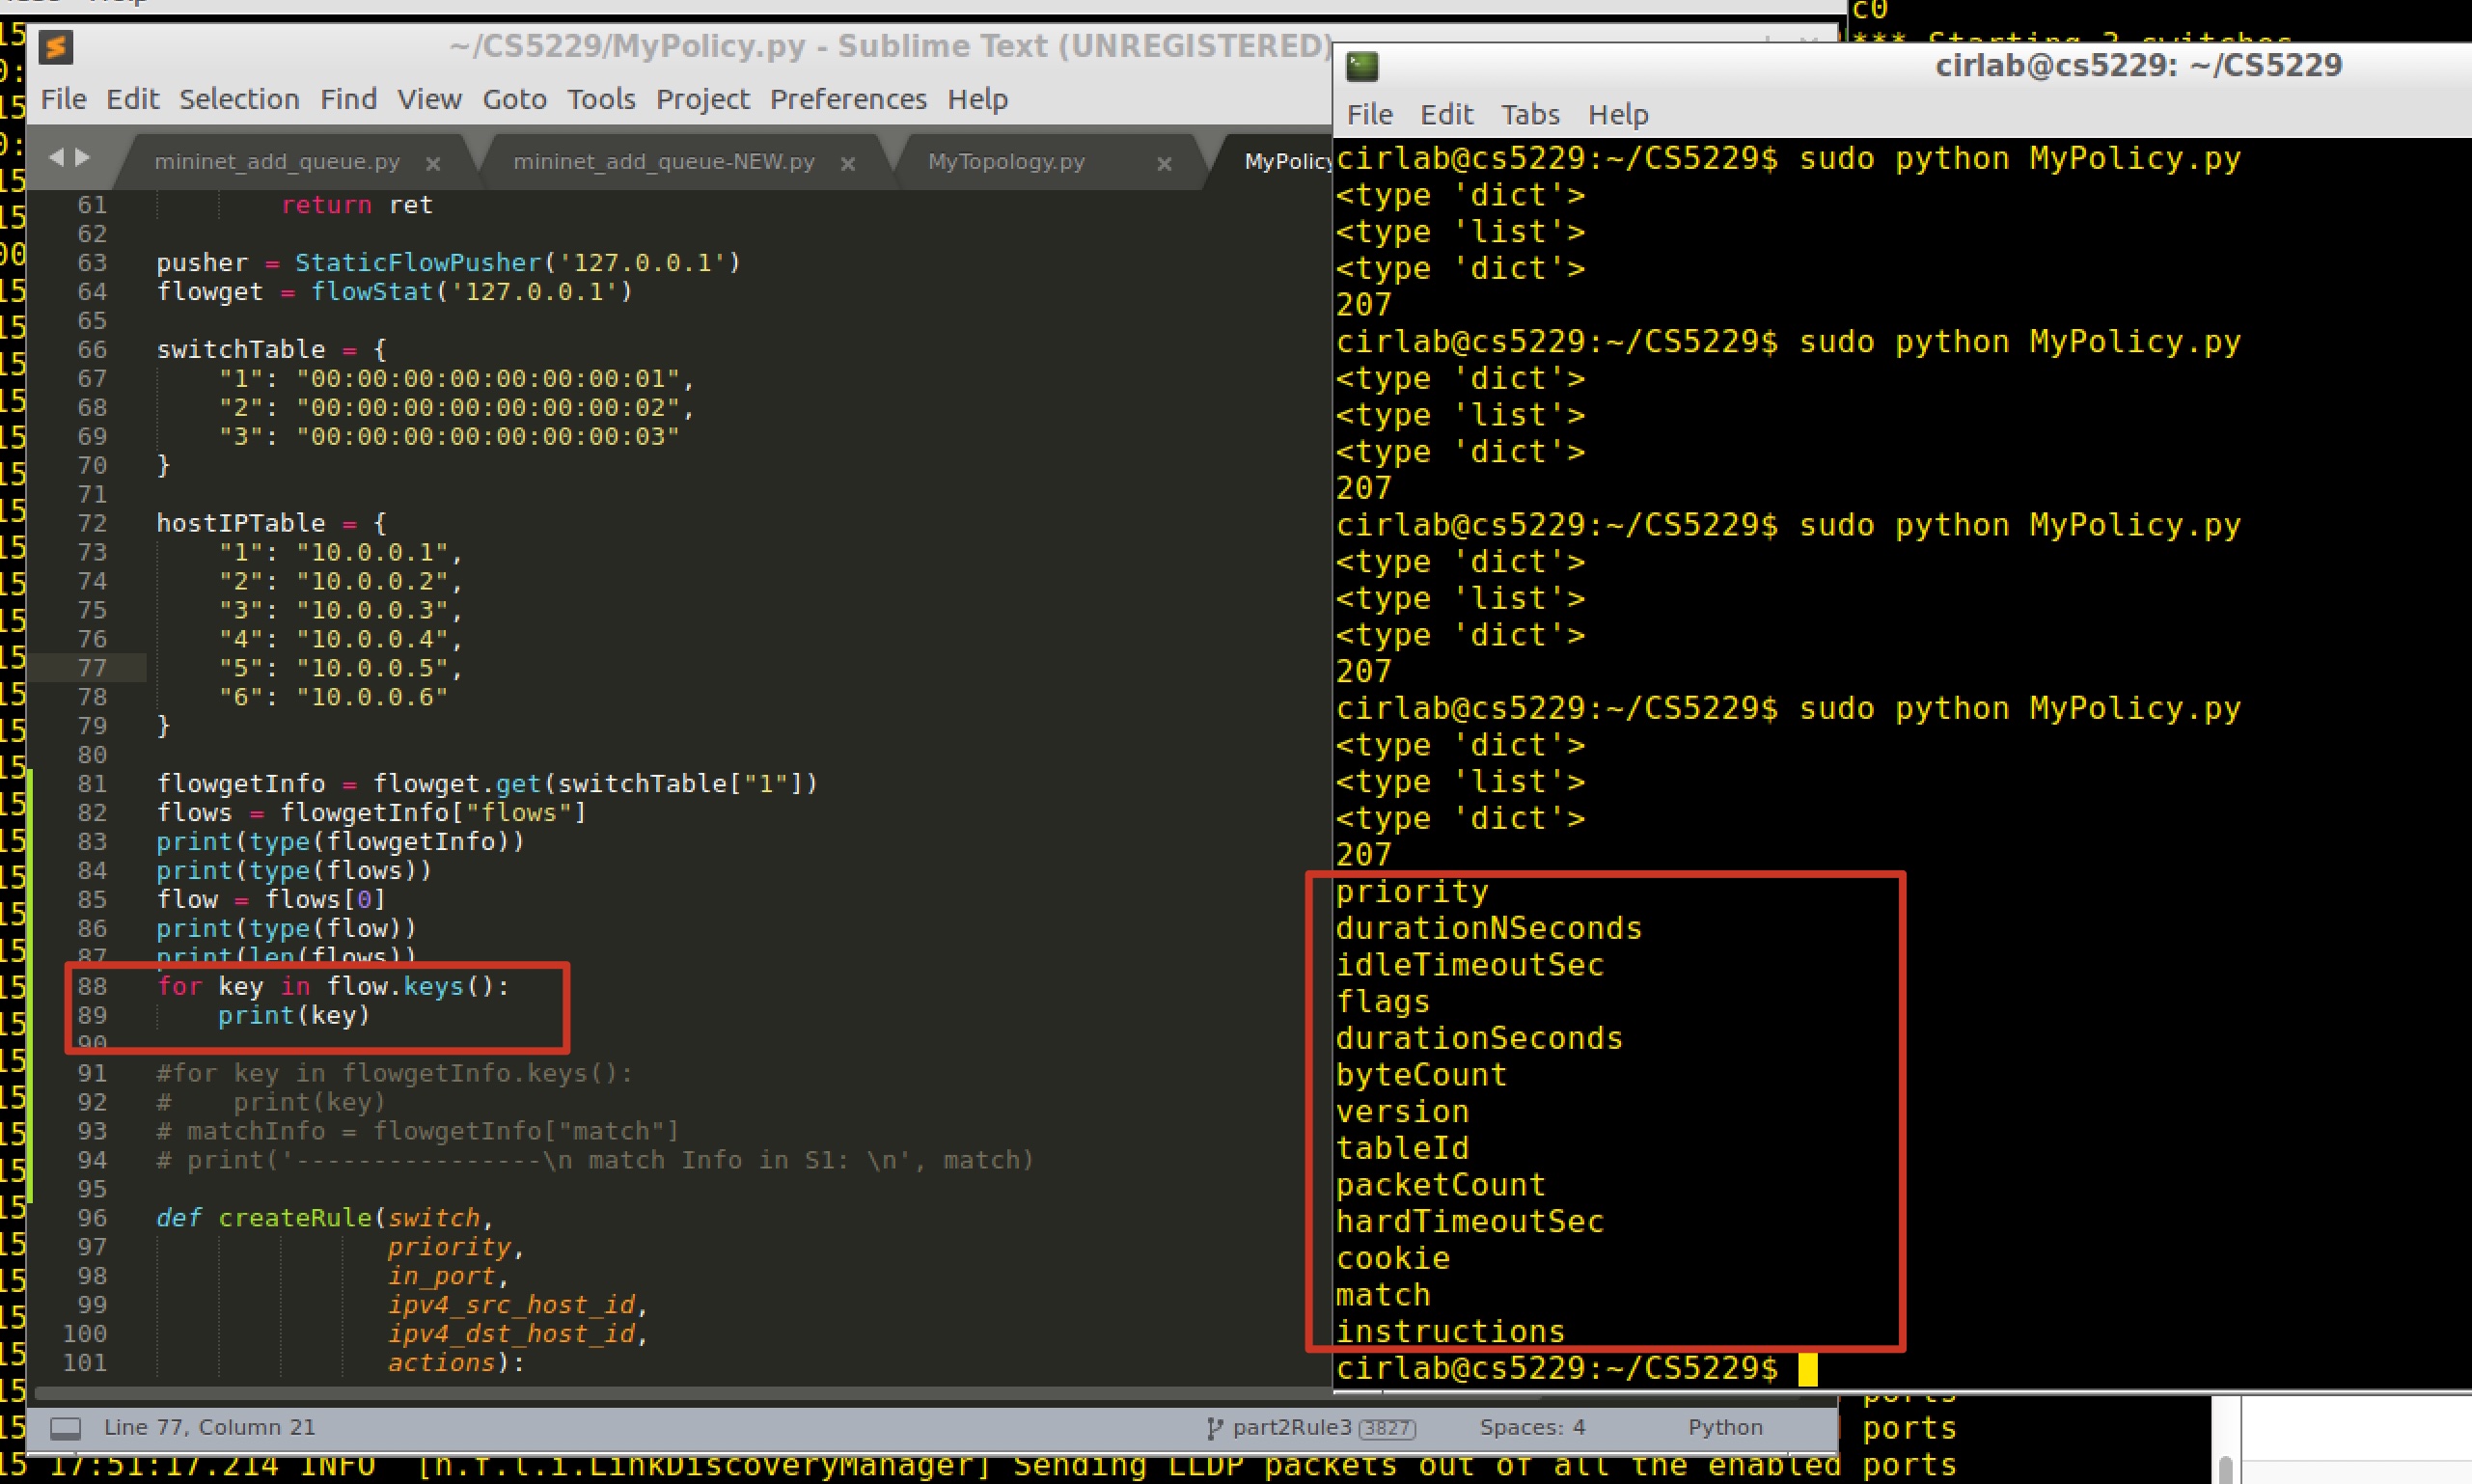 ~/CS5229/MyPolicy.py - Sublime Text (UNREGISTERED)
File Edit Selection Find View Goto Tools Project Preferences Help
mininet_add_queue.py × mininet_add_queue-NEW.py × MyTopology.py × MyPolicy
61 return ret
62
63 pusher = StaticFlowPusher('127.0.0.1')
64 flowget = flowStat('127.0.0.1')
65
66 switchTable = {
67 "1": "00:00:00:00:00:00:00:01",
68 "2": "00:00:00:00:00:00:00:02",
69 "3": "00:00:00:00:00:00:00:03"
70 }
71
72 hostIPTable = {
73 "1": "10.0.0.1",
74 "2": "10.0.0.2",
75 "3": "10.0.0.3",
76 "4": "10.0.0.4",
77 "5": "10.0.0.5",
78 "6": "10.0.0.6"
79 }
80
81 flowgetInfo = flowget.get(switchTable["1"])
82 flows = flowgetInfo["flows"]
83 print(type(flowgetInfo))
84 print(type(flows))
85 flow = flows[0]
86 print(type(flow))
87 print(len(flows))
88 for key in flow.keys():
89 print(key)
90
91 #for key in flowgetInfo.keys():
92 #    print(key)
93 # matchInfo = flowgetInfo["match"]
94 # print('----------------\n match Info in S1: \n', match)
95
96 def createRule(switch,
97 priority,
98 in_port,
99 ipv4_src_host_id,
100 ipv4_dst_host_id,
101 actions):
Line 77, Column 21 part2Rule3 3827 Spaces: 4 Python
c0
*** Starting 3 switches
cirlab@cs5229: ~/CS5229
File Edit Tabs Help
cirlab@cs5229:~/CS5229$ sudo python MyPolicy.py
<type 'dict'>
<type 'list'>
<type 'dict'>
207
cirlab@cs5229:~/CS5229$ sudo python MyPolicy.py
<type 'dict'>
<type 'list'>
<type 'dict'>
207
cirlab@cs5229:~/CS5229$ sudo python MyPolicy.py
<type 'dict'>
<type 'list'>
<type 'dict'>
207
cirlab@cs5229:~/CS5229$ sudo python MyPolicy.py
<type 'dict'>
<type 'list'>
<type 'dict'>
207
priority
durationNSeconds
idleTimeoutSec
flags
durationSeconds
byteCount
version
tableId
packetCount
hardTimeoutSec
cookie
match
instructions
cirlab@cs5229:~/CS5229$
ports
ports
15 17:51:17.214 INFO [n.f.l.i.LinkDiscoveryManager] Sending LLDP packets out of all the enabled ports